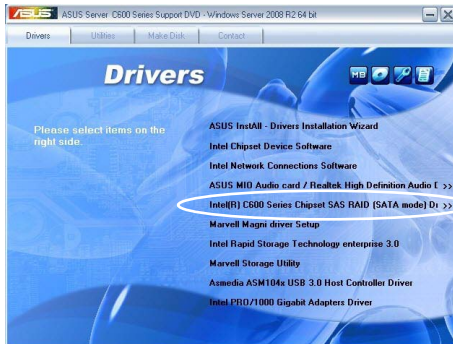 ASUS Server C600 Series Support DVD - Windows Server 2008 R2 64 bit
Drivers Utilities Make Disk Contact
Drivers
MB
Please select items on the
right side.
ASUS InstAll - Drivers Installation Wizard
Intel Chipset Device Software
Intel Network Connections Software
ASUS MIO Audio card / Realtek High Definition Audio D >>
Intel(R) C600 Series Chipset SAS RAID (SATA mode) Dr >>
Marvell Magni driver Setup
Intel Rapid Storage Technology enterprise 3.0
Marvell Storage Utility
Asmedia ASM104x USB 3.0 Host Controller Driver
Intel PRO/1000 Gigabit Adapters Driver